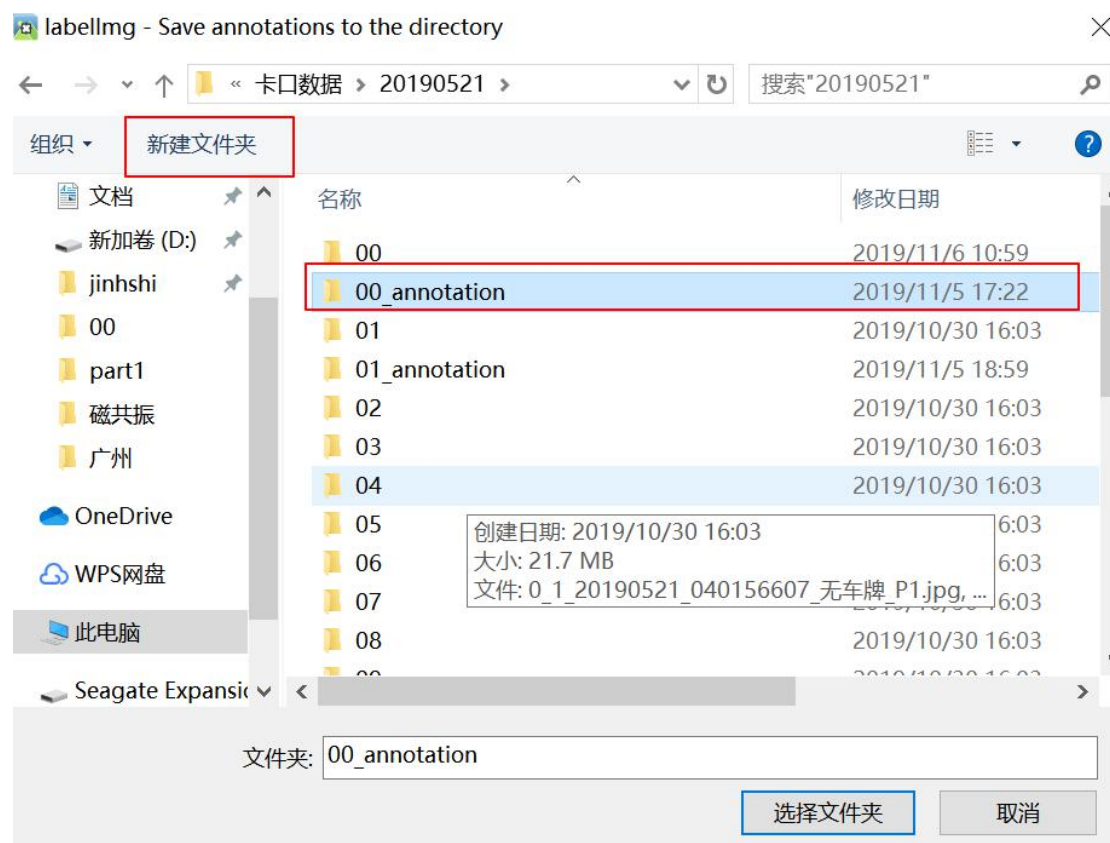 labelImg - Save annotations to the directory
« 卡口数据 › 20190521 ›
搜索"20190521"
组织
新建文件夹
文档
新加卷 (D:)
jinhshi
00
part1
磁共振
广州
OneDrive
WPS网盘
此电脑
Seagate Expansi
名称 修改日期
00 2019/11/6 10:59
00_annotation 2019/11/5 17:22
01 2019/10/30 16:03
01_annotation 2019/11/5 18:59
02 2019/10/30 16:03
03 2019/10/30 16:03
04 2019/10/30 16:03
05 6:03
06 6:03
07 6:03
08 2019/10/30 16:03
创建日期: 2019/10/30 16:03
大小: 21.7 MB
文件: 0_1_20190521_040156607_无车牌_P1.jpg, ...
文件夹: 00_annotation
选择文件夹
取消